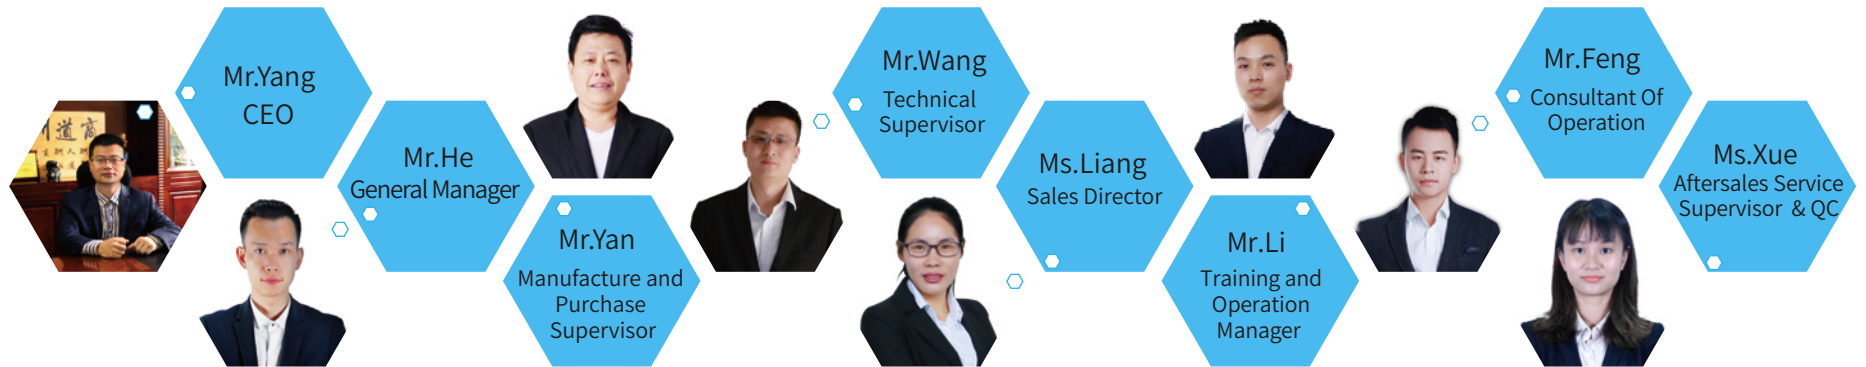 道商
Mr.Yang
CEO
Mr.He
General Manager
Mr.Yan
Manufacture and
Purchase
Supervisor
Mr.Wang
Technical
Supervisor
Ms.Liang
Sales Director
Mr.Li
Training and
Operation
Manager
Mr.Feng
Consultant Of
Operation
Ms.Xue
Aftersales Service
Supervisor & QC